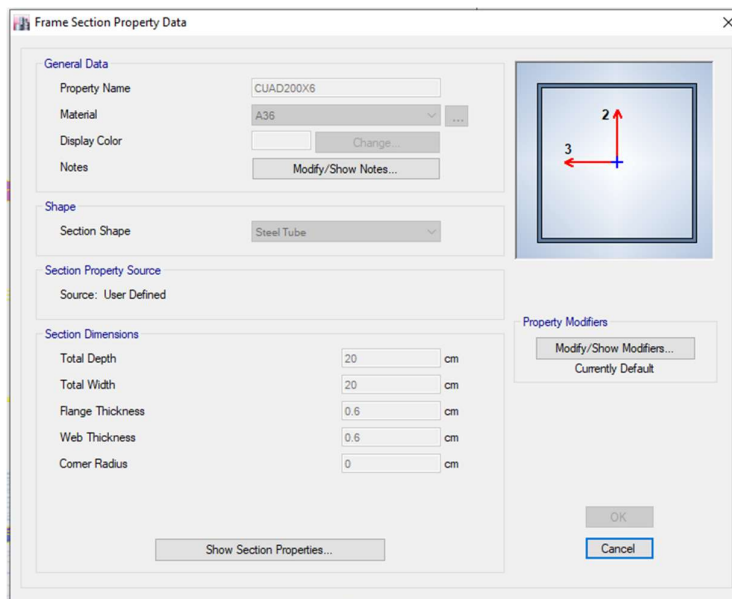 Frame Section Property Data
General Data
Property Name CUAD200X6
Material A36 ...
Display Color Change...
Notes Modify/Show Notes...
2
3
Shape
Section Shape Steel Tube
Section Property Source
Source: User Defined
Section Dimensions
Total Depth 20 cm
Total Width 20 cm
Flange Thickness 0.6 cm
Web Thickness 0.6 cm
Corner Radius 0 cm
Show Section Properties...
Property Modifiers
Modify/Show Modifiers...
Currently Default
OK
Cancel